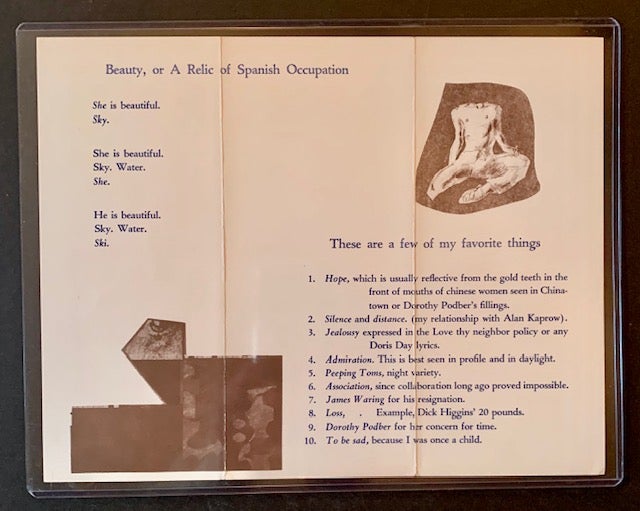 Beauty, or A Relic of Spanish Occupation
She is beautiful.
Sky.
She is beautiful.
Sky. Water.
She.
He is beautiful.
Sky. Water.
Ski.
These are a few of my favorite things
1. Hope, which is usually reflective from the gold teeth in the
front of mouths of chinese women seen in China-
town or Dorothy Podber's fillings.
2. Silence and distance. (my relationship with Alan Kaprow).
3. Jealousy expressed in the Love thy neighbor policy or any
Doris Day lyrics.
4. Admiration. This is best seen in profile and in daylight.
5. Peeping Toms, night variety.
6. Association, since collaboration long ago proved impossible.
7. James Waring for his resignation.
8. Loss, . Example, Dick Higgins' 20 pounds.
9. Dorothy Podber for her concern for time.
10. To be sad, because I was once a child.